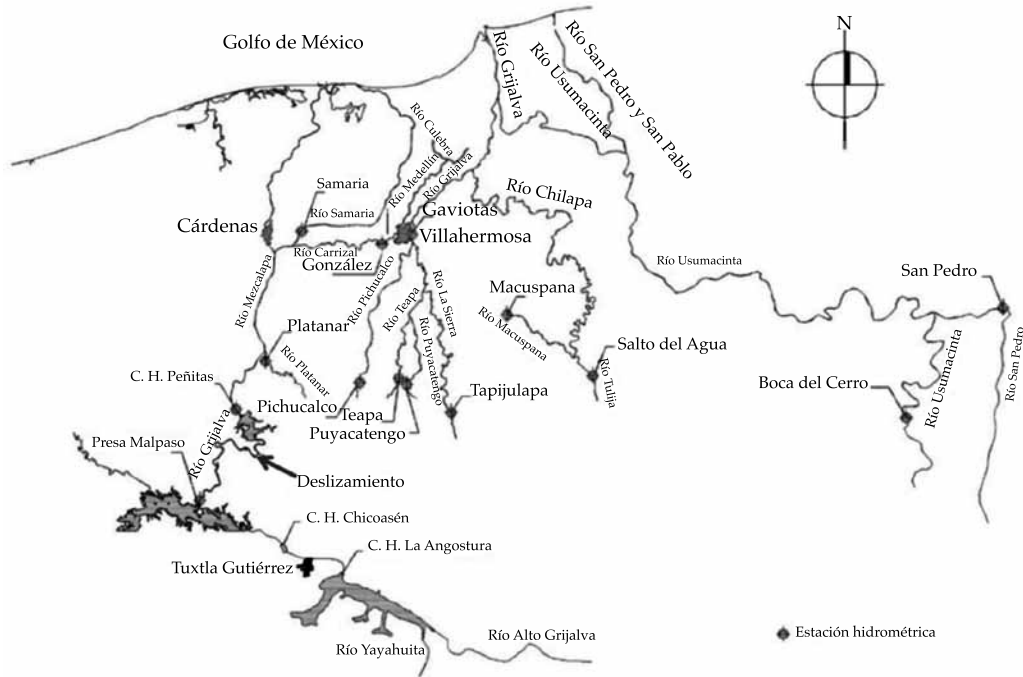 N
Golfo de México
Río Grijalva
Río Usumacinta
Río San Pedro y San Pablo
Río Culebra
Río Medellín
Río Grijalva
Samaria
Río Samaria
Río Chilapa
Cárdenas
Gaviotas
Villahermosa
Río Carrizal
González
Río Mezcalapa
Río Pichucalco
Río Teapa
Río La Sierra
Río Puyacatengo
Río Usumacinta
San Pedro
Macuspana
Río Macuspana
Platanar
Río Platanar
Salto del Agua
Río Tulija
Río Usumacinta
Río San Pedro
C. H. Peñitas
Boca del Cerro
Tapijulapa
Pichucalco
Teapa
Puyacatengo
Presa Malpaso
Río Grijalva
Deslizamiento
C. H. Chicoasén
C. H. La Angostura
Tuxtla Gutiérrez
Río Alto Grijalva
Río Yayahuita
Estación hidrométrica